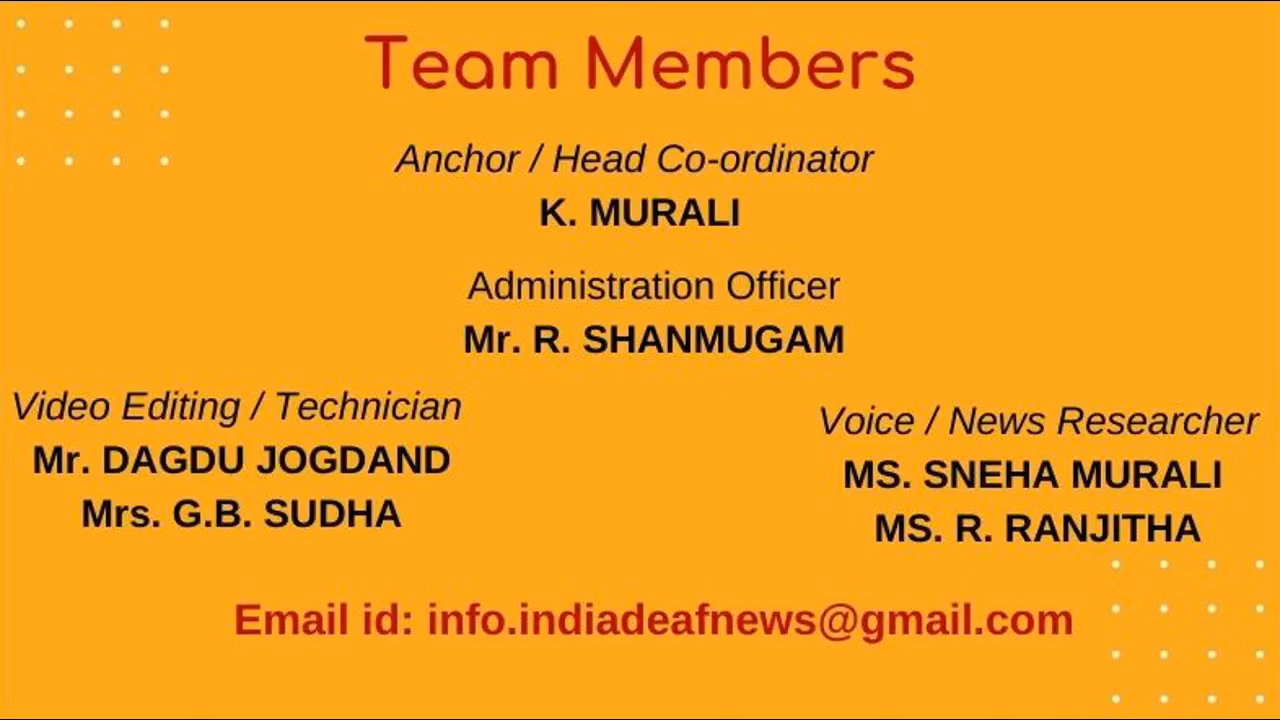 Team Members
Anchor / Head Co-ordinator
K. MURALI
Administration Officer
Mr. R. SHANMUGAM
Video Editing / Technician
Mr. DAGDU JOGDAND
Mrs. G.B. SUDHA
Voice / News Researcher
MS. SNEHA MURALI
MS. R. RANJITHA
Email id: info.indiadeafnews@gmail.com